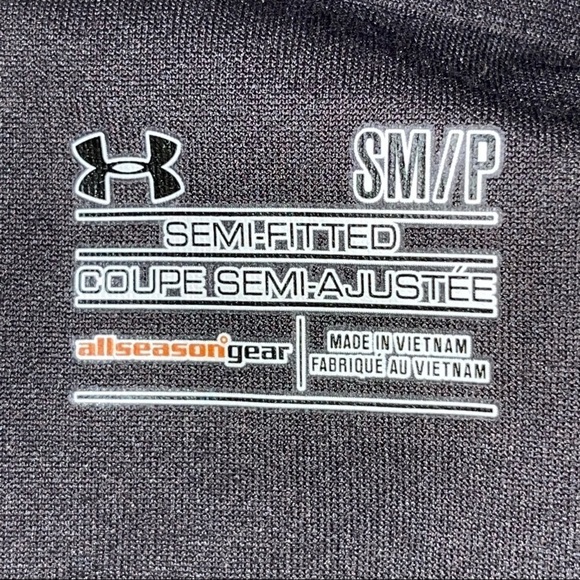 SM/P
SEMI-FITTED
COUPE SEMI-AJUSTÉE
allseasongear
MADE IN VIETNAM
FABRIQUÉ AU VIETNAM